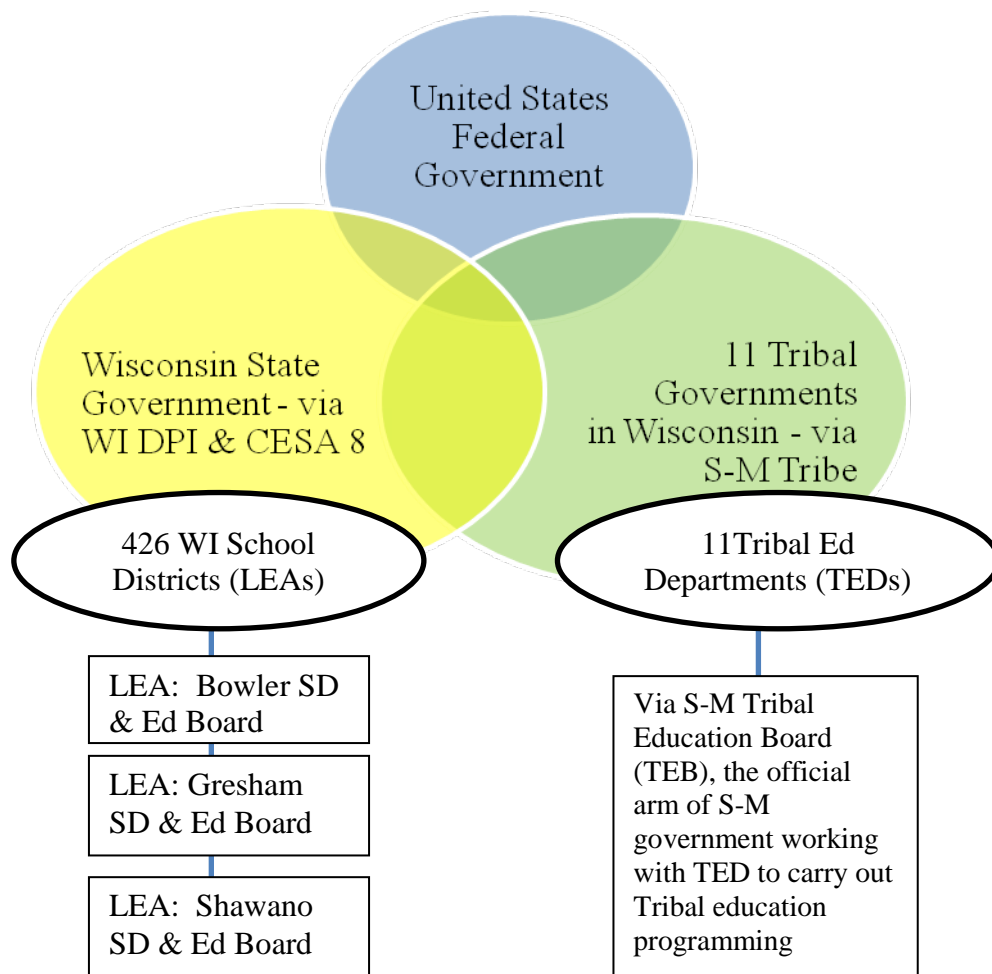 United States
Federal
Government
Wisconsin State
Government - via
WI DPI & CESA 8
11 Tribal
Governments
in Wisconsin - via
S-M Tribe
426 WI School
Districts (LEAs)
11Tribal Ed
Departments (TEDs)
LEA:  Bowler SD
& Ed Board
LEA: Gresham
SD & Ed Board
LEA:  Shawano
SD & Ed Board
Via S-M Tribal
Education Board
(TEB), the official
arm of S-M
government working
with TED to carry out
Tribal education
programming